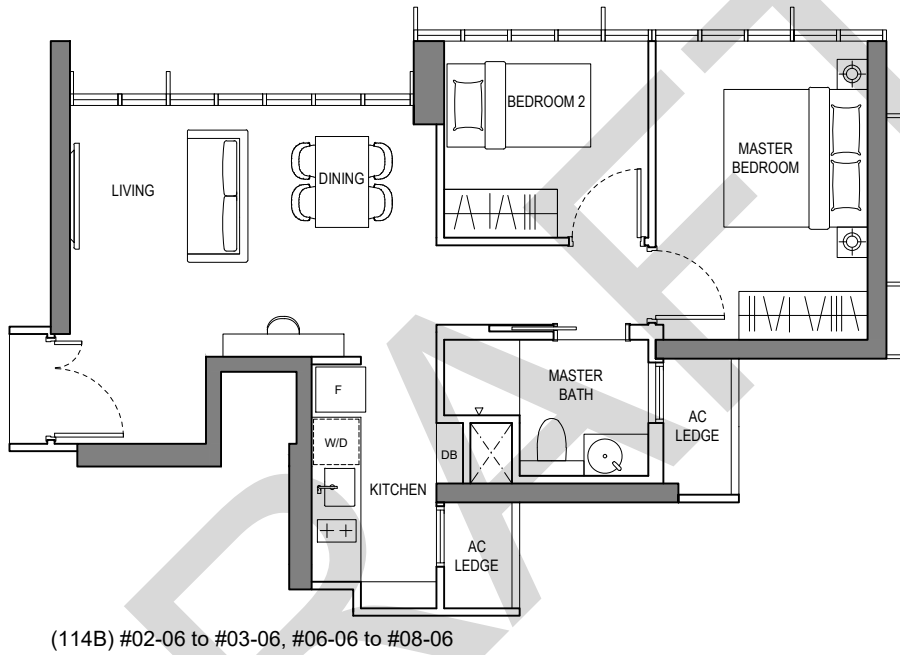 BEDROOM 2
MASTER
BEDROOM
LIVING
DINING
MASTER
BATH
F
W/D
DB
KITCHEN
AC
LEDGE
AC
LEDGE
(114B) #02-06 to #03-06, #06-06 to #08-06